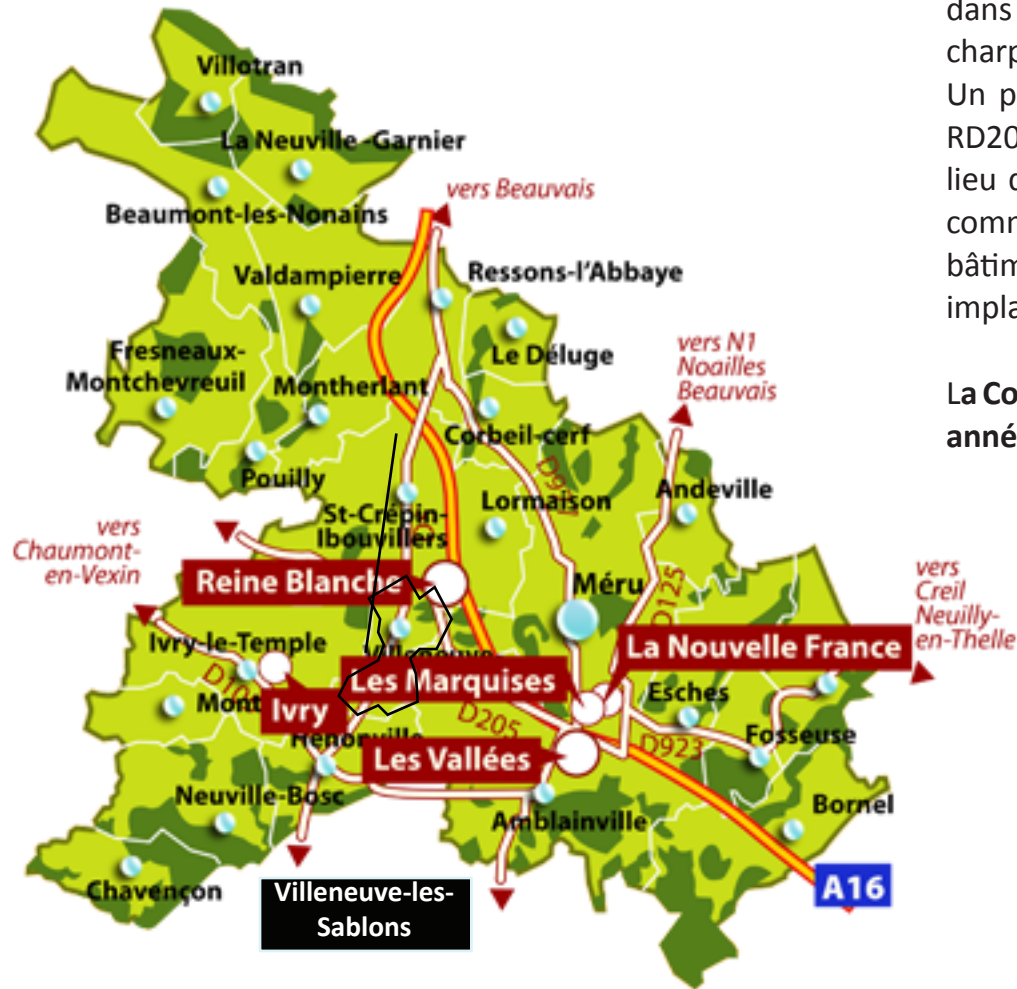 Villotran
La Neuville -Garnier
Beaumont-les-Nonains
vers Beauvais
Valdampierre
Ressons-l'Abbaye
Le Déluge
Fresneaux-
Montchevreuil
Montherlant
vers N1
Noailles
Beauvais
Corbeil-cerf
Pouilly
D927
Lormaison
Andeville
St-Crépin-
Ibouvillers
vers
Chaumont-
en-Vexin
Reine Blanche
Méru
D125
vers
Creil
Neuilly-
en-Thelle
Ivry-le-Temple
Villeneuve
La Nouvelle France
Les Marquises
Esches
Mont
Ivry
D205
D923
Fosseuse
Hénonville
Les Vallées
Neuville-Bosc
Amblainville
Bornel
Chavençon
A16
Villeneuve-les-
Sablons
dans
charp
Un p
RD20
lieu
comm
bâtim
impla
La Co
anné